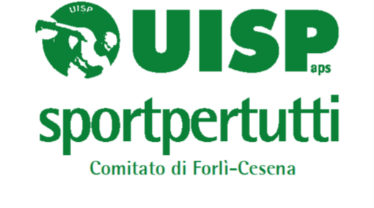 UISP
UISP
aps
sportpertutti
Comitato di Forlì-Cesena